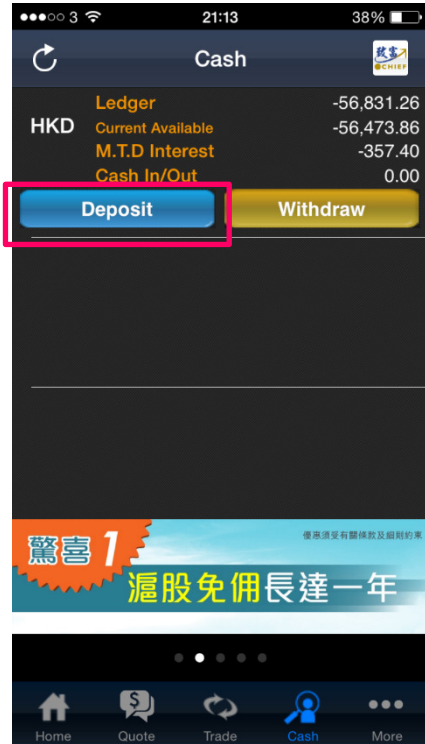 3 21:13 38%
Cash
致富
CHIEF
Ledger -56,831.26
HKD Current Available -56,473.86
M.T.D Interest -357.40
Cash In/Out 0.00
Deposit Withdraw
優惠須受有關條款及細則約束
驚喜 1
滬股免佣長達一年
Home Quote Trade Cash More